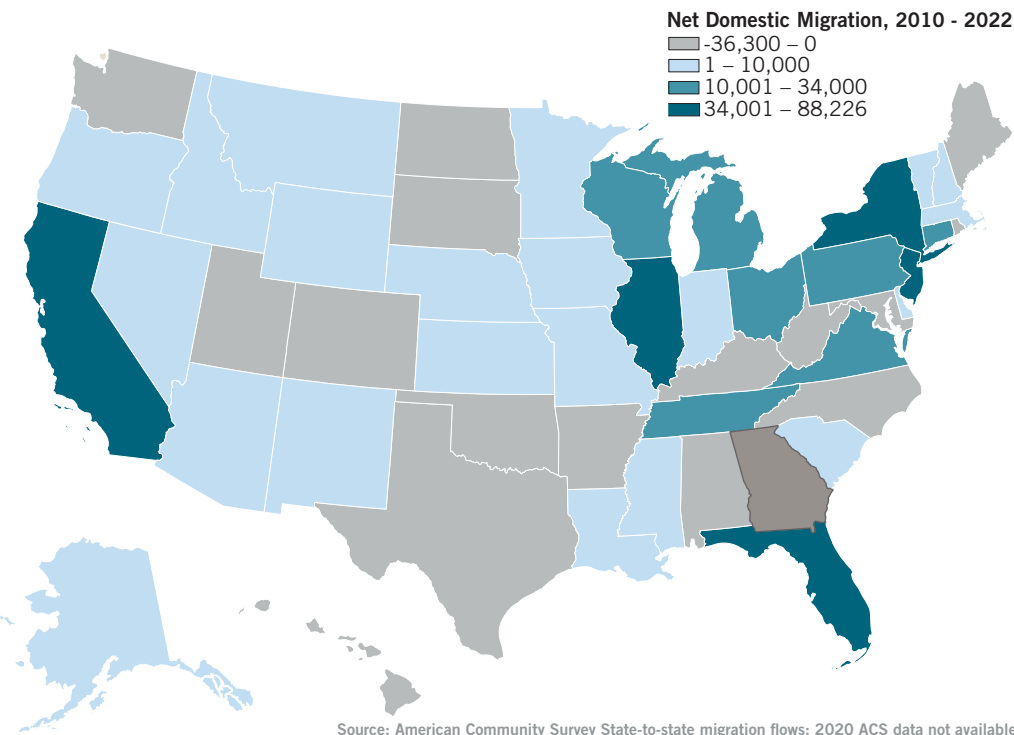 Net Domestic Migration, 2010 - 2022
-36,300 – 0
1 – 10,000
10,001 – 34,000
34,001 – 88,226
Source: American Community Survey State-to-state migration flows: 2020 ACS data not available